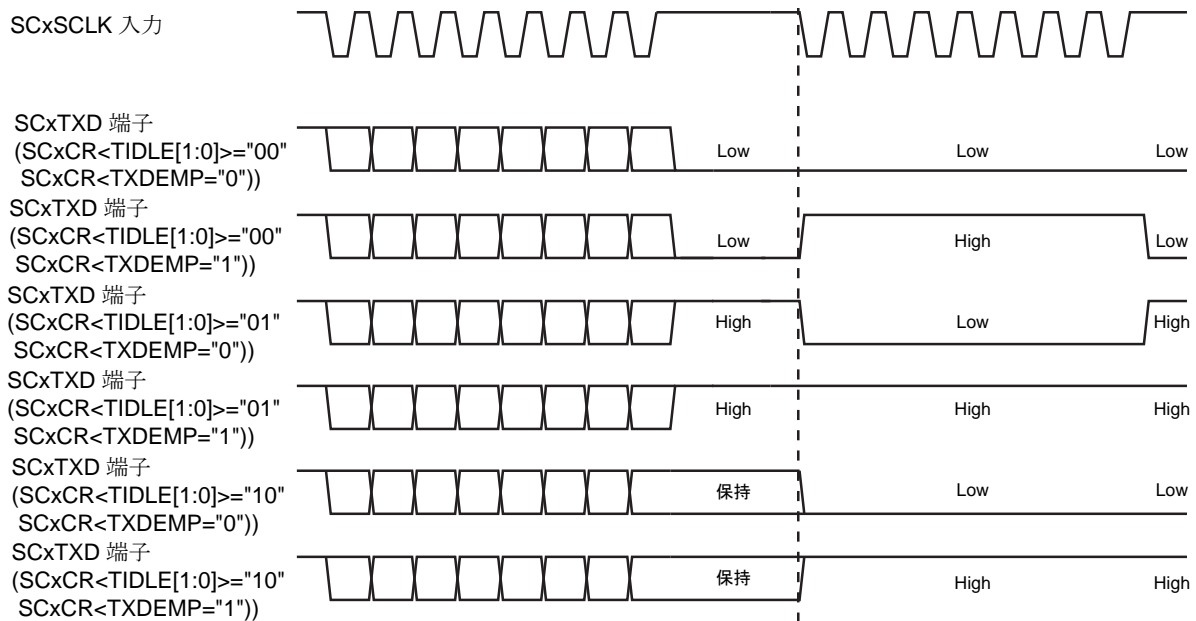 SCxSCLK 入力
SCxTXD 端子
(SCxCR<TIDLE[1:0]>="00"
SCxCR<TXDEMP="0"))
Low
Low
Low
SCxTXD 端子
(SCxCR<TIDLE[1:0]>="00"
SCxCR<TXDEMP="1"))
Low
High
Low
SCxTXD 端子
(SCxCR<TIDLE[1:0]>="01"
SCxCR<TXDEMP="0"))
High
Low
High
SCxTXD 端子
(SCxCR<TIDLE[1:0]>="01"
SCxCR<TXDEMP="1"))
High
High
High
SCxTXD 端子
(SCxCR<TIDLE[1:0]>="10"
SCxCR<TXDEMP="0"))
保持
Low
Low
SCxTXD 端子
(SCxCR<TIDLE[1:0]>="10"
SCxCR<TXDEMP="1"))
保持
High
High